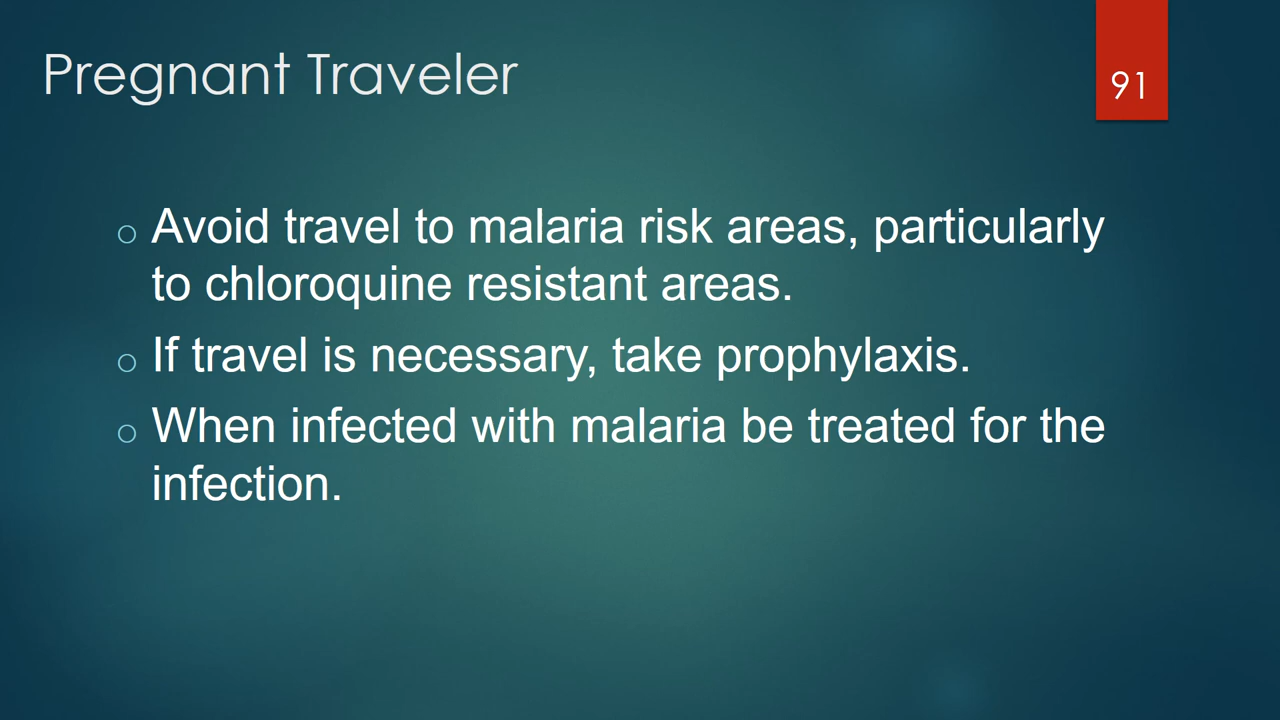 Pregnant Traveler
91
o Avoid travel to malaria risk areas, particularly
to chloroquine resistant areas.
o If travel is necessary, take prophylaxis.
o When infected with malaria be treated for the
infection.